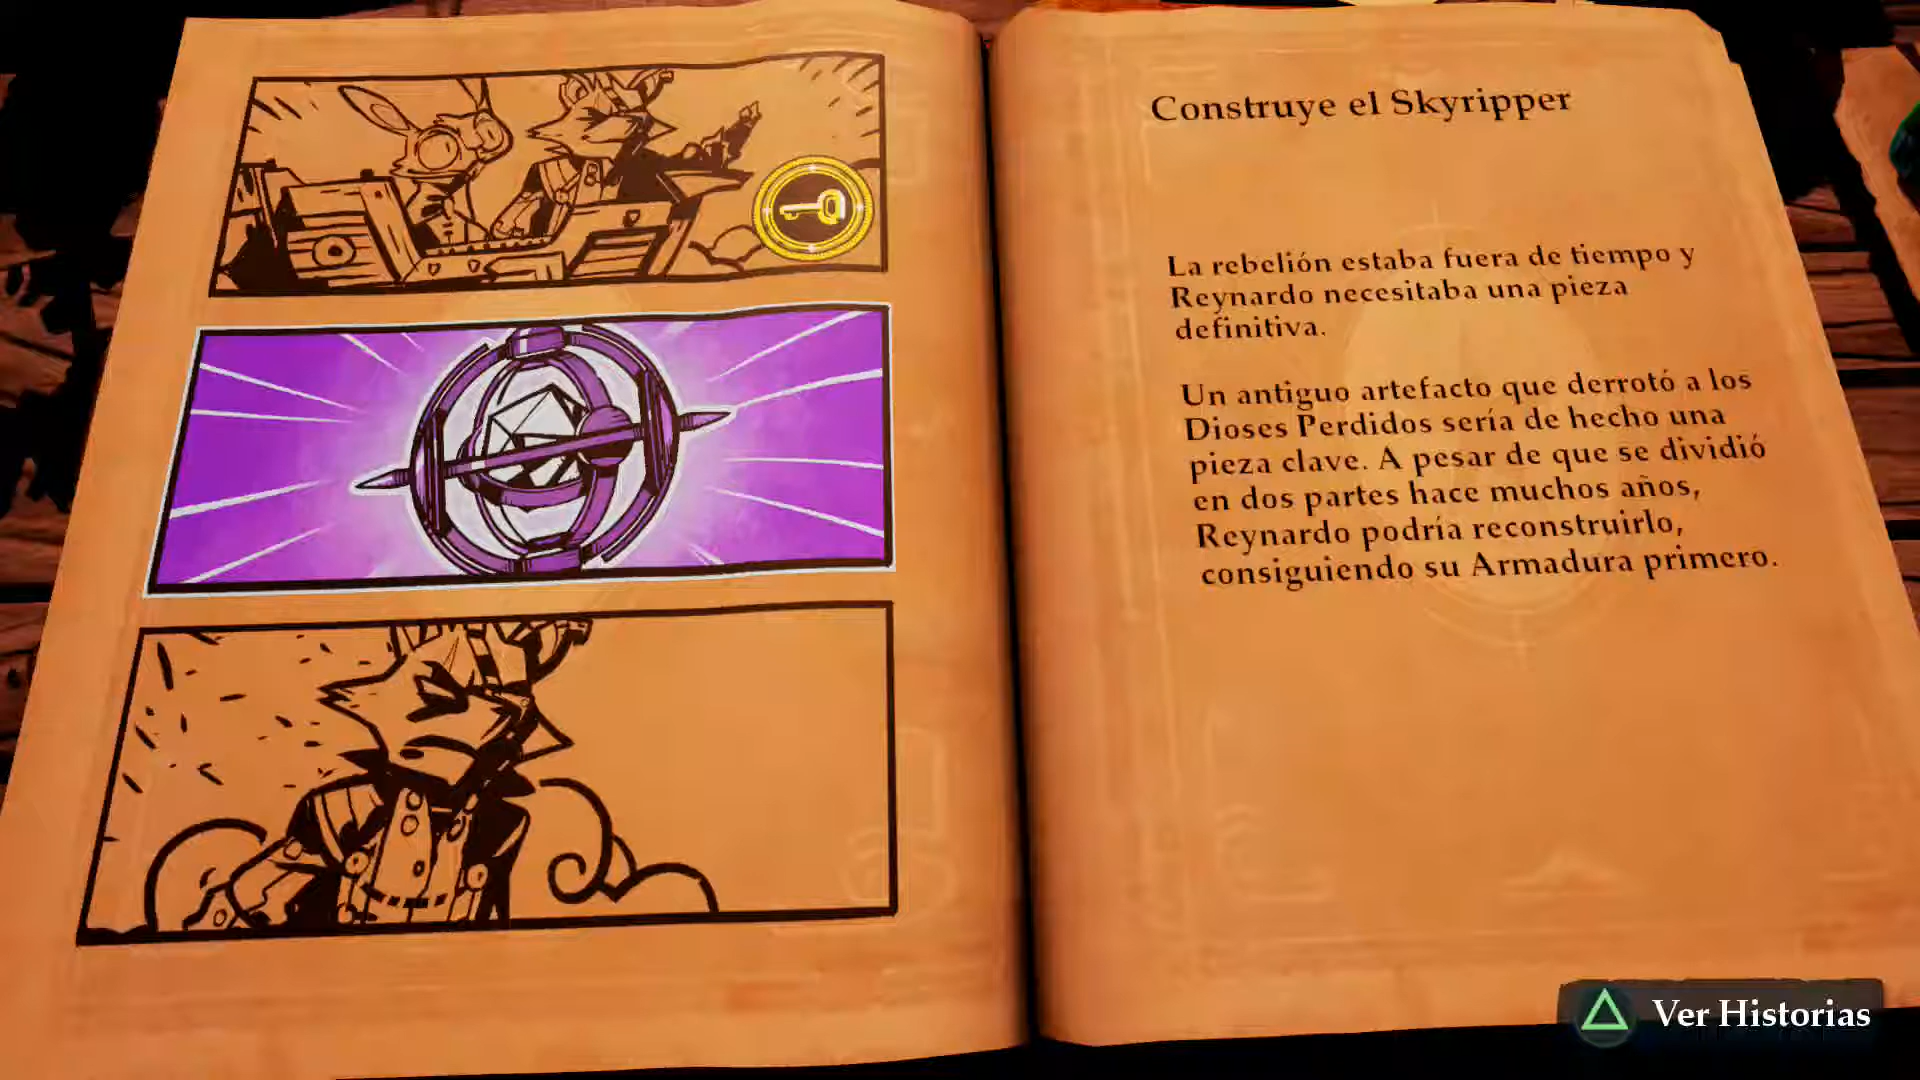 Construye el Skyripper
La rebelión estaba fuera de tiempo y
Reynardo necesitaba una pieza
definitiva.
Un antiguo artefacto que derrotó a los
Dioses Perdidos sería de hecho una
pieza clave. A pesar de que se dividió
en dos partes hace muchos años,
Reynardo podría reconstruirlo,
consiguiendo su Armadura primero.
Ver Historias